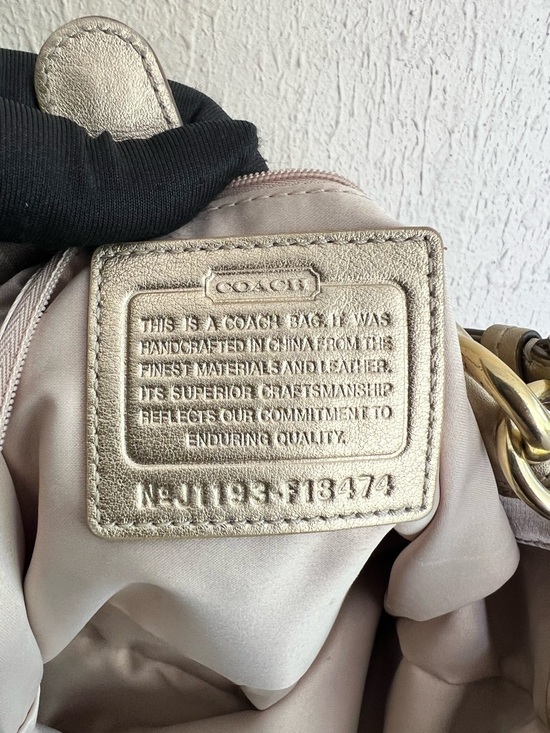 COACH
THIS IS A COACH BAG. IT WAS
HANDCRAFTED IN CHINA FROM THE
FINEST MATERIALS AND LEATHER.
ITS SUPERIOR CRAFTSMANSHIP
REFLECTS OUR COMMITMENT TO
ENDURING QUALITY.
№J1193-F18474